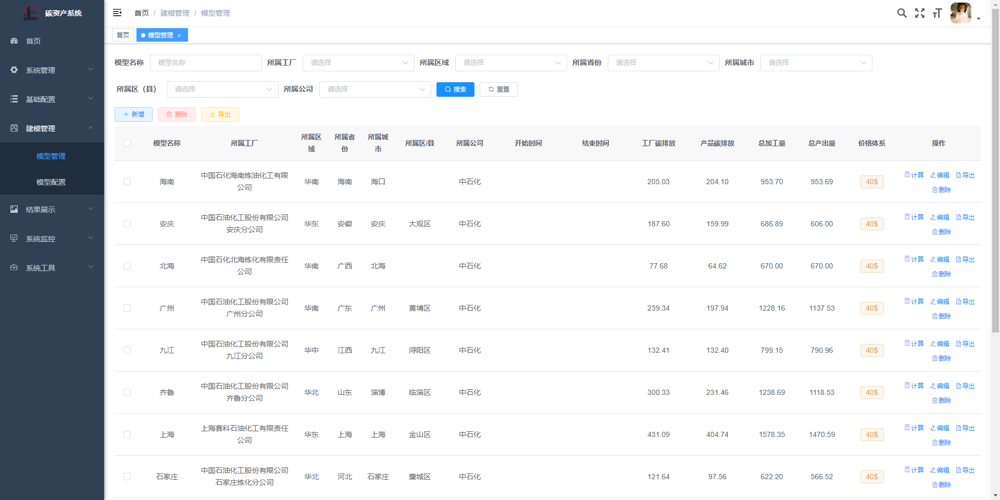 碳资产系统
首页 / 建模管理 / 模型管理
首页
模型管理 ×
首页
系统管理
基础配置
建模管理
模型管理
模型配置
结果展示
系统监控
系统工具
模型名称 模型名称 所属工厂 请选择 所属区域 请选择 所属省份 请选择 所属城市 请选择
所属区（县） 请选择 所属公司 请选择 搜索 重置
新增 删除 导出
模型名称 所属工厂 所属区域 所属省份 所属城市 所属区/县 所属公司 开始时间 结束时间 工厂碳排放 产品碳排放 总加工量 总产出量 价格体系 操作
海南 中国石化海南炼油化工有限公司 华南 海南 海口 中石化 205.03 204.10 953.70 953.69 40$ 计算 编辑 导出 删除
安庆 中国石油化工股份有限公司安庆分公司 华东 安徽 安庆 大观区 中石化 187.60 159.99 686.89 606.00 40$ 计算 编辑 导出 删除
北海 中国石化北海炼化有限责任公司 华南 广西 北海 中石化 77.68 64.62 670.00 670.00 40$ 计算 编辑 导出 删除
广州 中国石油化工股份有限公司广州分公司 华南 广东 广州 黄埔区 中石化 239.34 197.94 1228.16 1137.53 40$ 计算 编辑 导出 删除
九江 中国石油化工股份有限公司九江分公司 华中 江西 九江 浔阳区 中石化 132.41 132.40 799.15 790.96 40$ 计算 编辑 导出 删除
齐鲁 中国石油化工股份有限公司齐鲁分公司 华北 山东 淄博 临淄区 中石化 300.33 231.46 1238.69 1118.53 40$ 计算 编辑 导出 删除
上海 上海赛科石油化工有限责任公司 华东 上海 上海 金山区 中石化 431.09 404.74 1578.35 1470.59 40$ 计算 编辑 导出 删除
石家庄 中国石油化工股份有限公司石家庄炼化分公司 华北 河北 石家庄 藁城区 中石化 121.64 97.56 622.20 566.52 40$ 计算 编辑 导出 删除